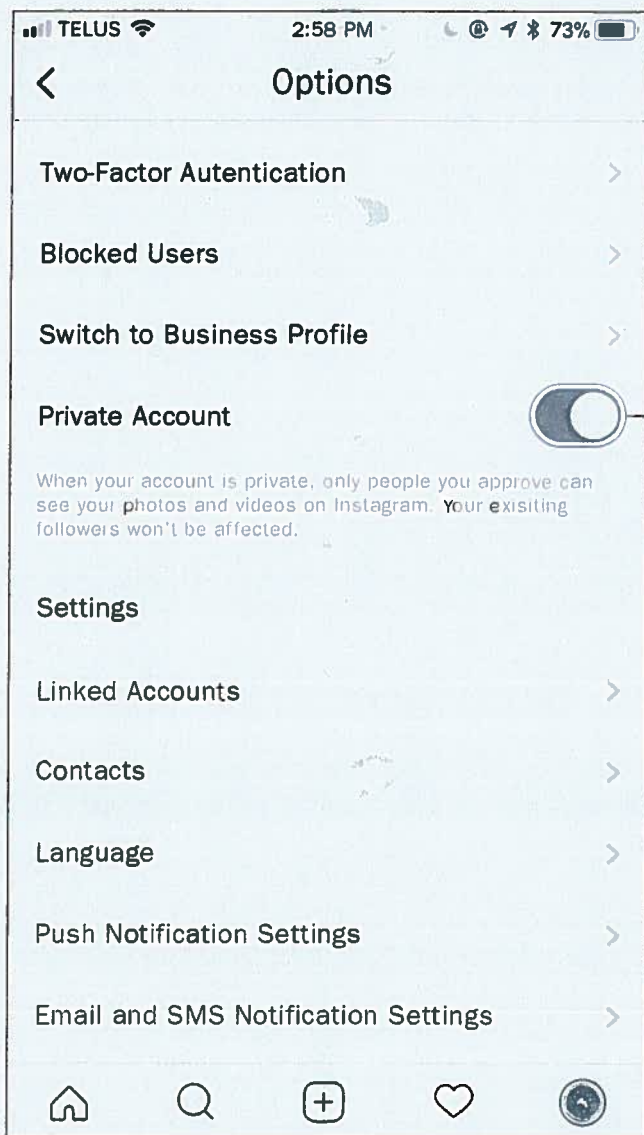 TELUS 2:58 PM 73%
Options
Two-Factor Autentication
Blocked Users
Switch to Business Profile
Private Account
When your account is private, only people you approve can
see your photos and videos on Instagram. Your exisiting
followers won't be affected.
Settings
Linked Accounts
Contacts
Language
Push Notification Settings
Email and SMS Notification Settings